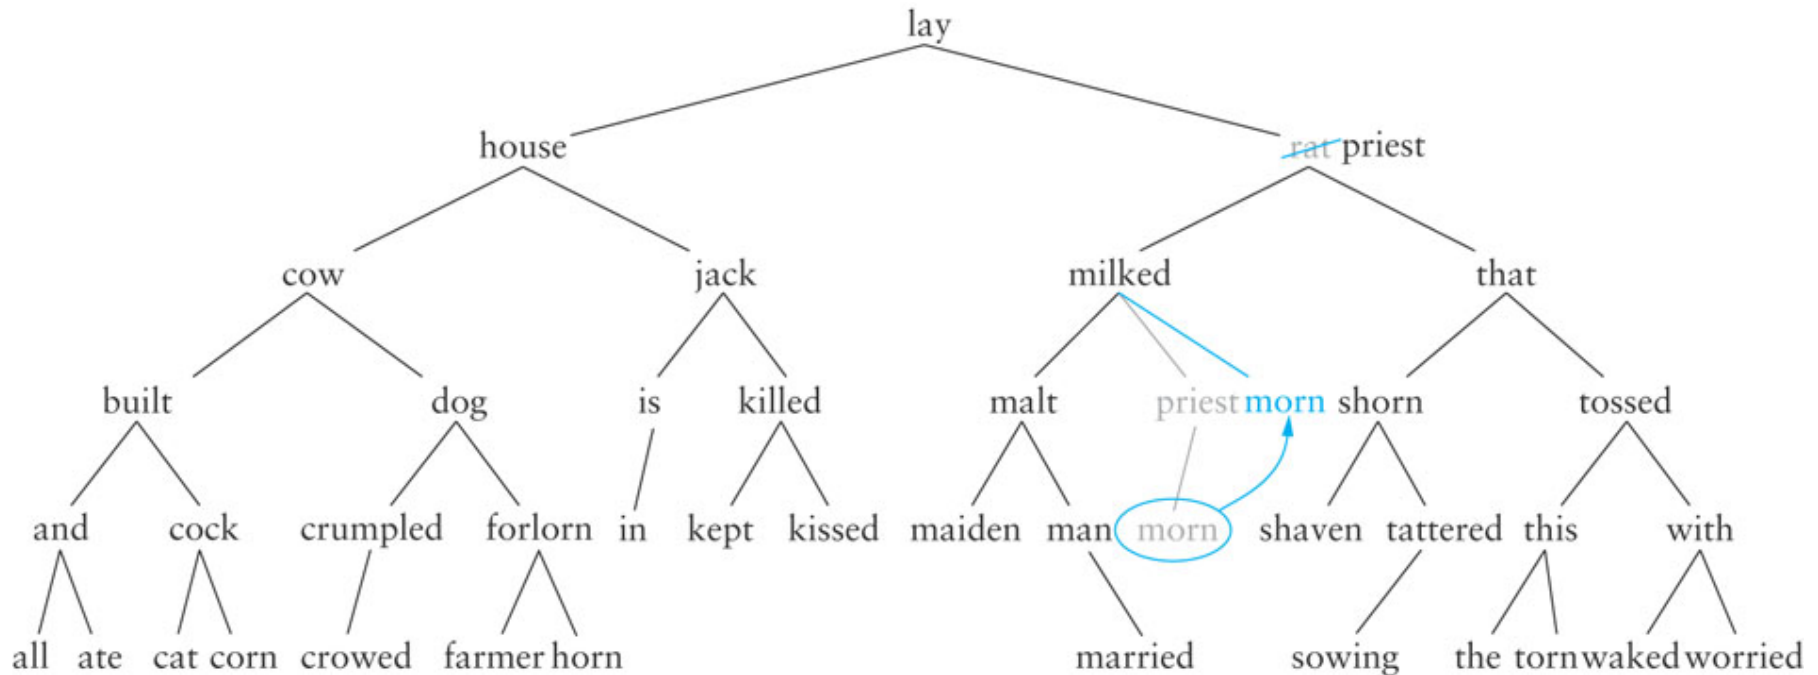 lay
house rat priest
cow jack milked that
built dog is killed malt priest morn shorn tossed
and cock crumpled forlorn in kept kissed maiden man morn shaven tattered this with
all ate cat corn crowed farmer horn married sowing the torn waked worried